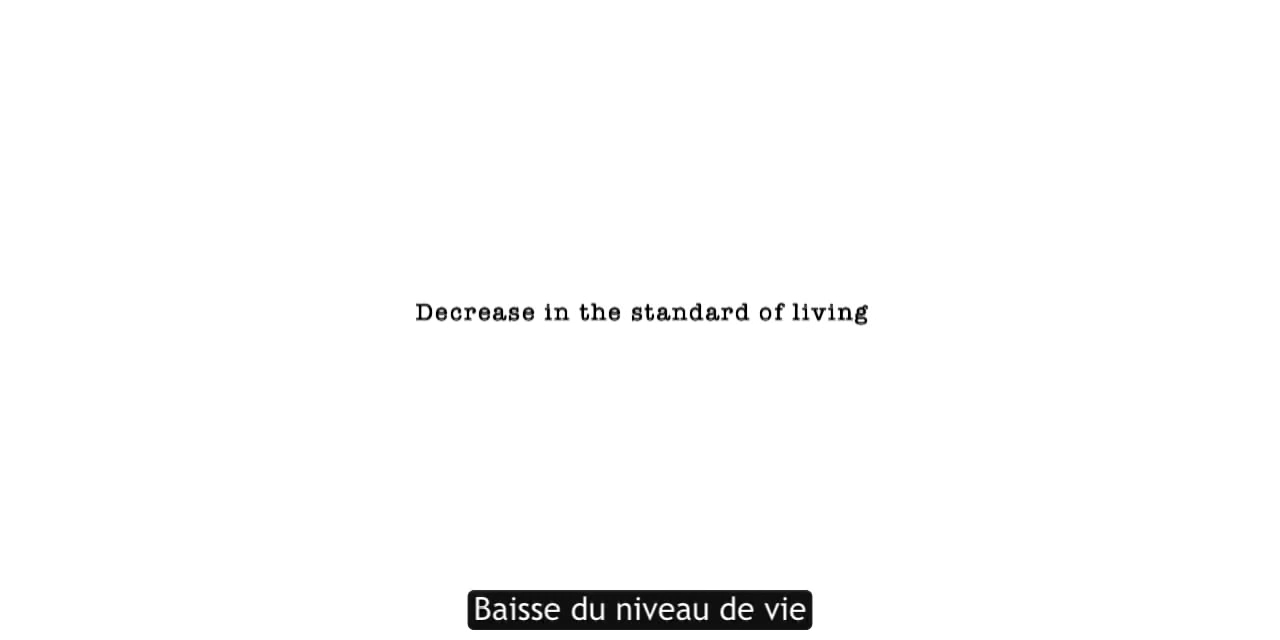 Decrease in the standard of living
Baisse du niveau de vie